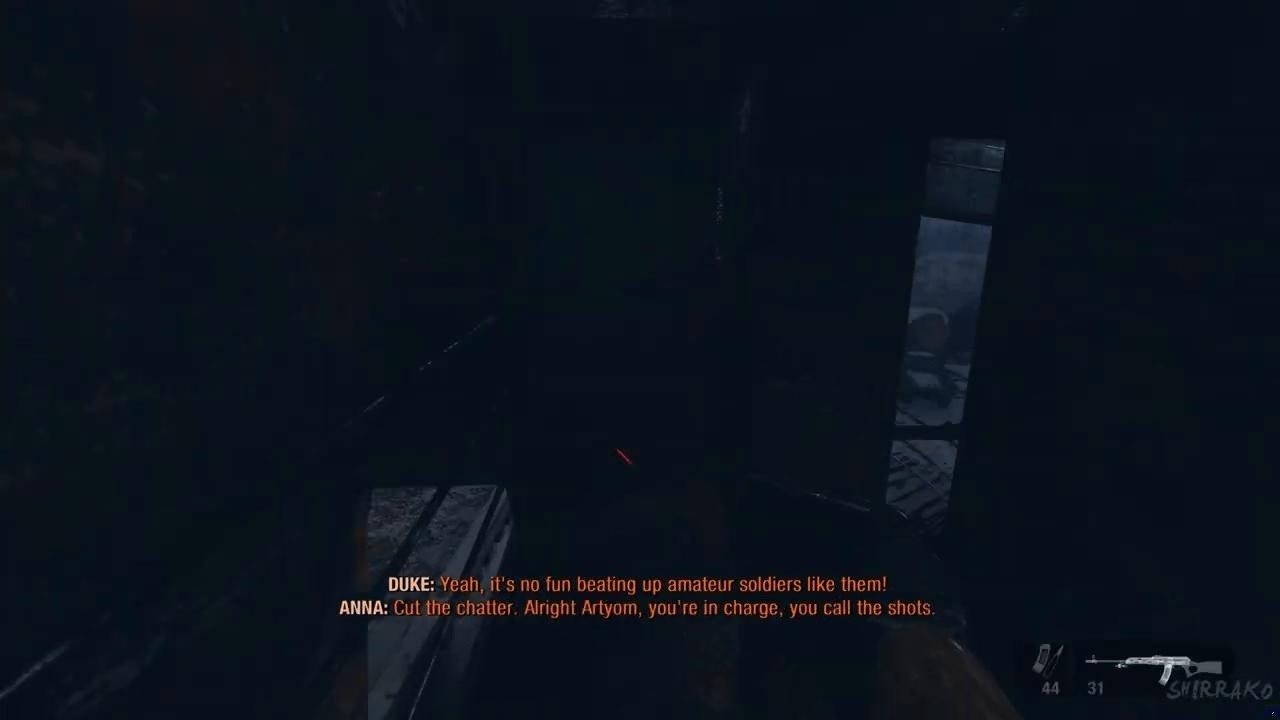 DUKE: Yeah, it's no fun beating up amateur soldiers like them!
ANNA: Cut the chatter. Alright Artyom, you're in charge, you call the shots.
44 31
SHIRRAKO